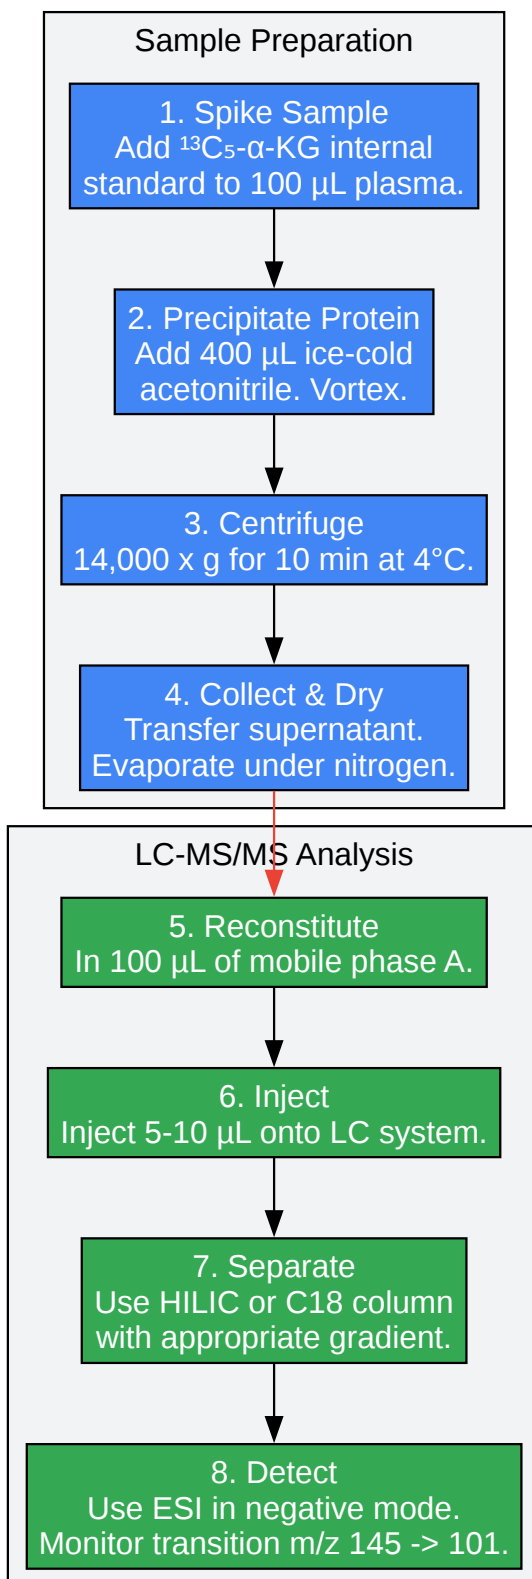 Sample Preparation
1. Spike Sample
Add ¹³C₅-α-KG internal
standard to 100 µL plasma.
2. Precipitate Protein
Add 400 µL ice-cold
acetonitrile. Vortex.
3. Centrifuge
14,000 x g for 10 min at 4°C.
4. Collect & Dry
Transfer supernatant.
Evaporate under nitrogen.
LC-MS/MS Analysis
5. Reconstitute
In 100 µL of mobile phase A.
6. Inject
Inject 5-10 µL onto LC system.
7. Separate
Use HILIC or C18 column
with appropriate gradient.
8. Detect
Use ESI in negative mode.
Monitor transition m/z 145 -> 101.